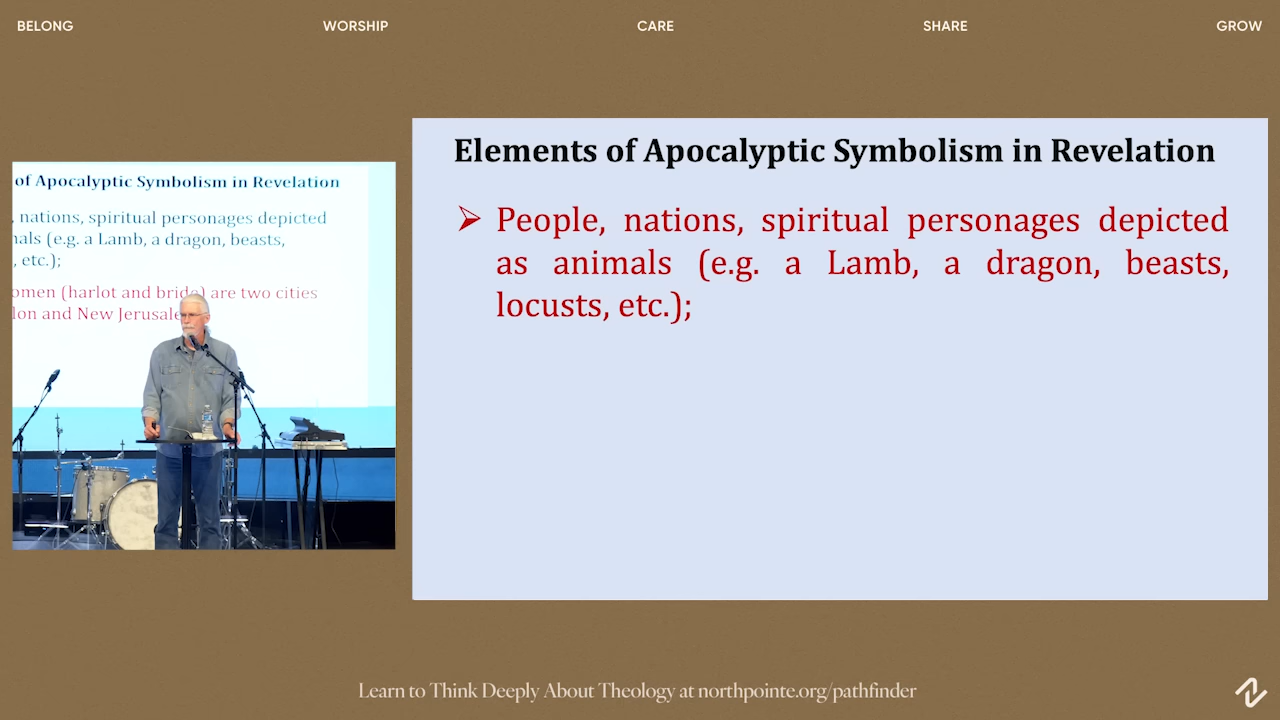 BELONG WORSHIP CARE SHARE GROW
of Apocalyptic Symbolism in Revelation
, nations, spiritual personages depicted
nals (e.g. a Lamb, a dragon, beasts,
, etc.);
omen (harlot and bride) are two cities
lon and New Jerusale
Elements of Apocalyptic Symbolism in Revelation
➢ People, nations, spiritual personages depicted
as animals (e.g. a Lamb, a dragon, beasts,
locusts, etc.);
Learn to Think Deeply About Theology at northpointe.org/pathfinder